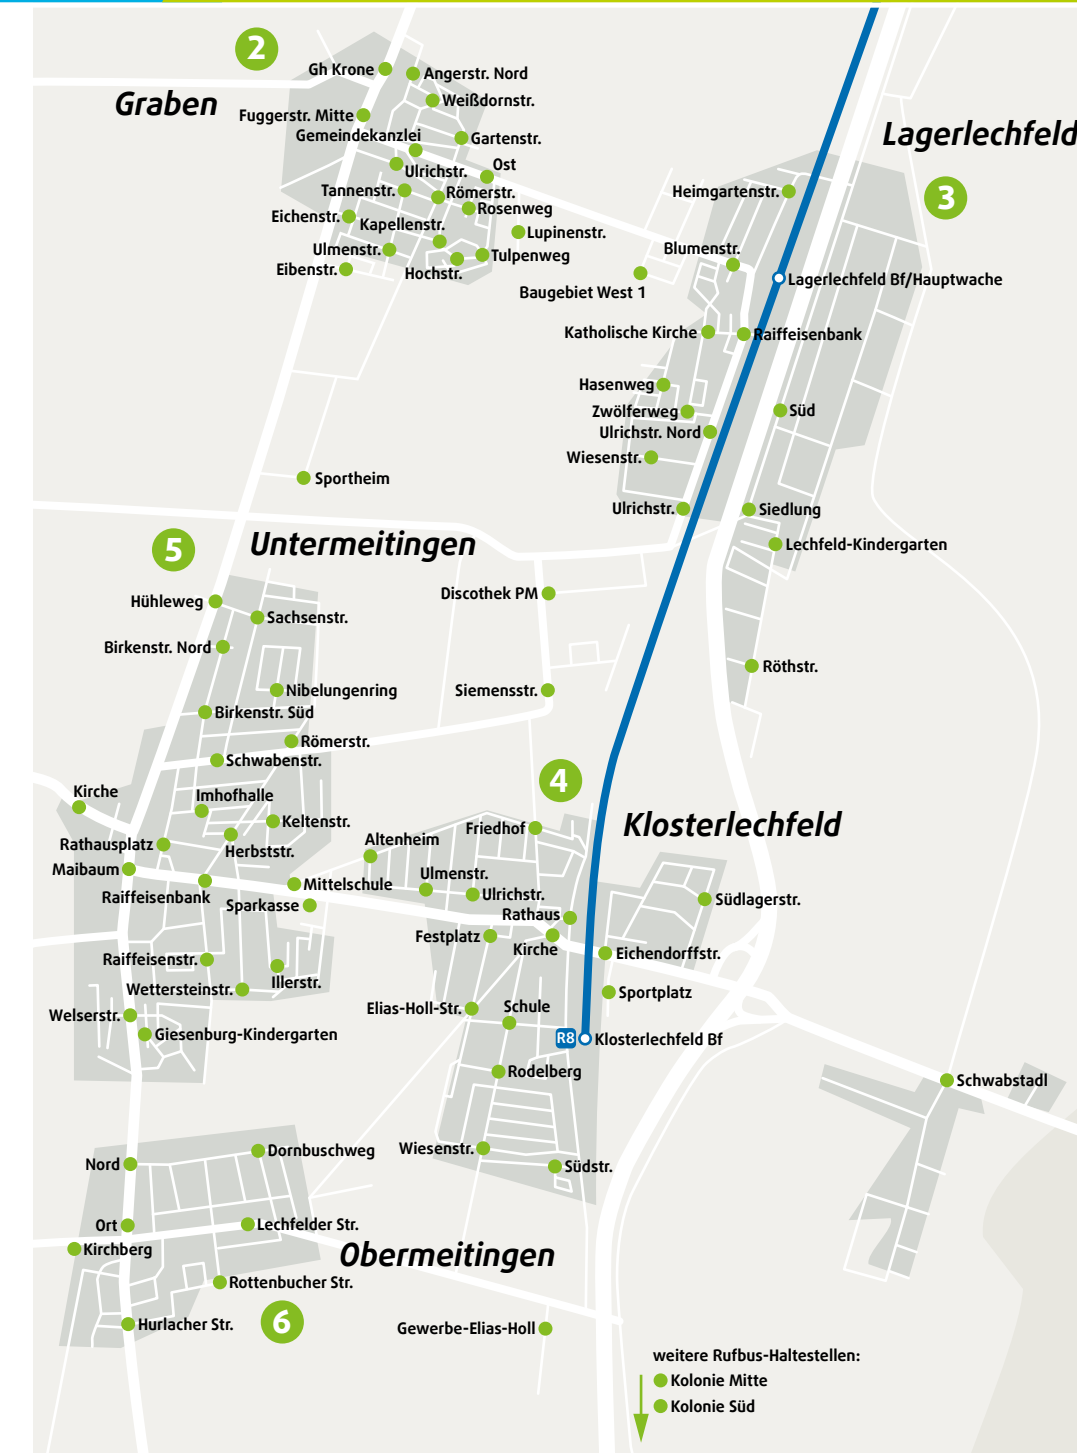 2
Gh Krone
Angerstr. Nord
Graben
Weißdornstr.
Fuggerstr. Mitte
Gemeindekanzlei
Gartenstr.
Lagerlechfeld
Ulrichstr.
Ost
Tannenstr.
Römerstr.
Heimgartenstr.
3
Rosenweg
Eichenstr.
Kapellenstr.
Lupinenstr.
Ulmenstr.
Tulpenweg
Blumenstr.
Eibenstr.
Hochstr.
Lagerlechfeld Bf/Hauptwache
Baugebiet West 1
Katholische Kirche
Raiffeisenbank
Hasenweg
Zwölferweg
Süd
Ulrichstr. Nord
Wiesenstr.
Sportheim
Ulrichstr.
Siedlung
5
Untermeitingen
Lechfeld-Kindergarten
Hühleweg
Discothek PM
Sachsenstr.
Birkenstr. Nord
Röthstr.
Nibelungenring
Siemensstr.
Birkenstr. Süd
Römerstr.
Schwabenstr.
4
Kirche
Imhofhalle
Keltenstr.
Friedhof
Klosterlechfeld
Rathausplatz
Herbststr.
Altenheim
Maibaum
Ulmenstr.
Mittelschule
Raiffeisenbank
Sparkasse
Ulrichstr.
Südlagerstr.
Rathaus
Festplatz
Kirche
Eichendorffstr.
Raiffeisenstr.
Illerstr.
Wettersteinstr.
Sportplatz
Elias-Holl-Str.
Schule
Welserstr.
Giesenburg-Kindergarten
R8
Klosterlechfeld Bf
Rodelberg
Schwabstadl
Dornbuschweg
Wiesenstr.
Nord
Südstr.
Ort
Lechfelder Str.
Kirchberg
Obermeitingen
Rottenbucher Str.
Hurlacher Str.
6
Gewerbe-Elias-Holl
weitere Rufbus-Haltestellen:
Kolonie Mitte
Kolonie Süd